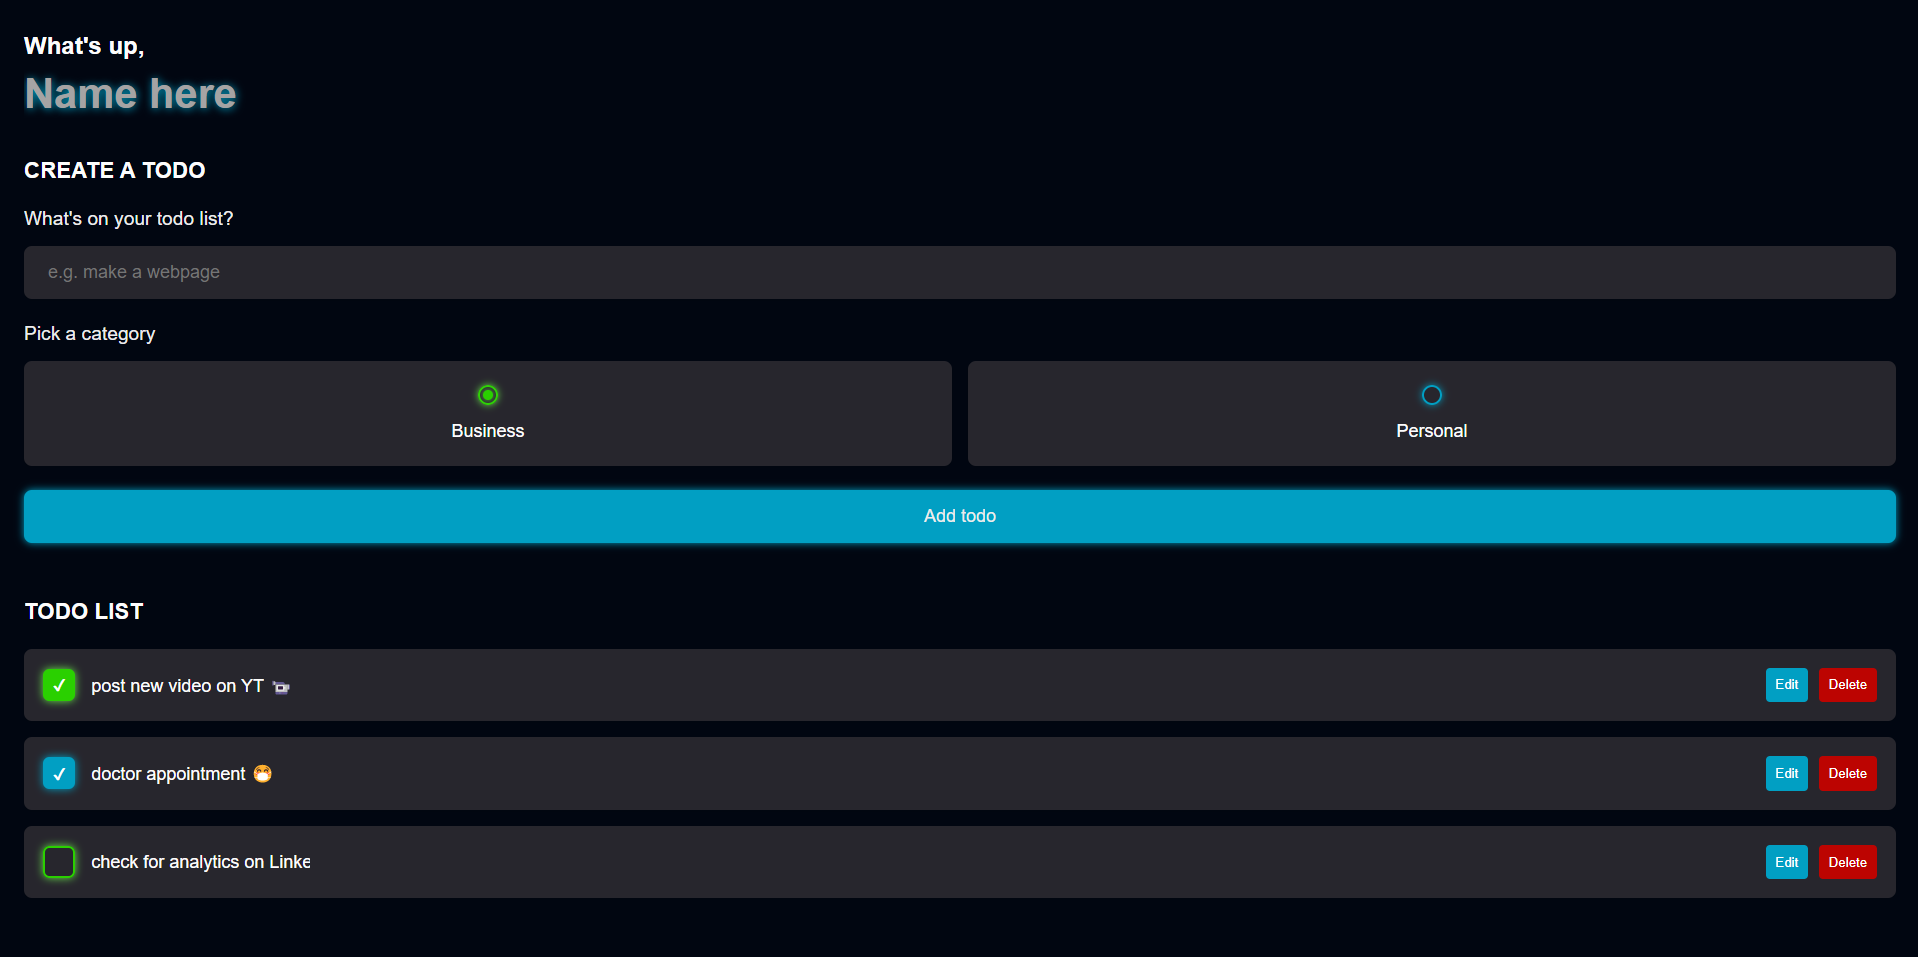 What's up,
Name here
CREATE A TODO
What's on your todo list?
e.g. make a webpage
Pick a category
Business
Personal
Add todo
TODO LIST
post new video on YT
Edit
Delete
doctor appointment
Edit
Delete
check for analytics on Linke
Edit
Delete